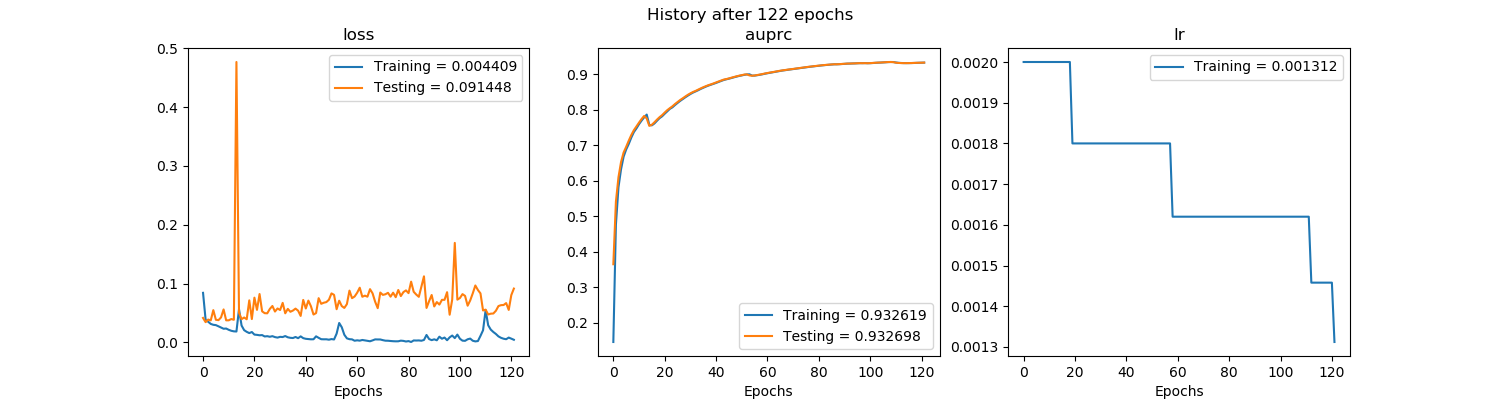 History after 122 epochs
loss
0.5
0.4
0.3
0.2
0.1
0.0
Training = 0.004409
Testing = 0.091448
0 20 40 60 80 100 120
Epochs
auprc
0.9
0.8
0.7
0.6
0.5
0.4
0.3
0.2
Training = 0.932619
Testing = 0.932698
0 20 40 60 80 100 120
Epochs
lr
0.0020
0.0019
0.0018
0.0017
0.0016
0.0015
0.0014
0.0013
Training = 0.001312
0 20 40 60 80 100 120
Epochs